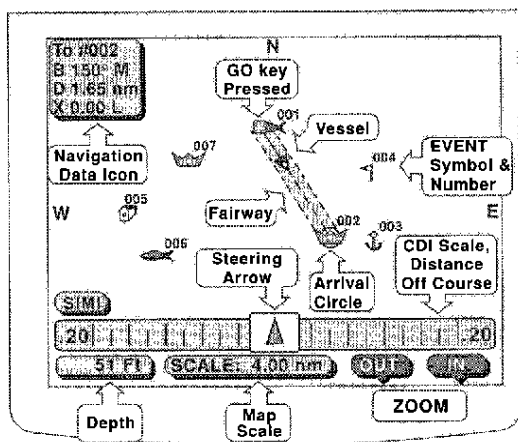 To #002
B 150° M
D 1.65 nm
X 0.00 L
N
GO key
Pressed
001
Vessel
Navigation
Data Icon
007
004
EVENT
Symbol &
Number
W
005
Fairway
002
003
E
006
Steering
Arrow
Arrival
Circle
CDI Scale,
Distance
Off Course
SIM
.20
.20
51 Ft
SCALE: 4.00 nm
OUT
IN
Depth
Map
Scale
ZOOM